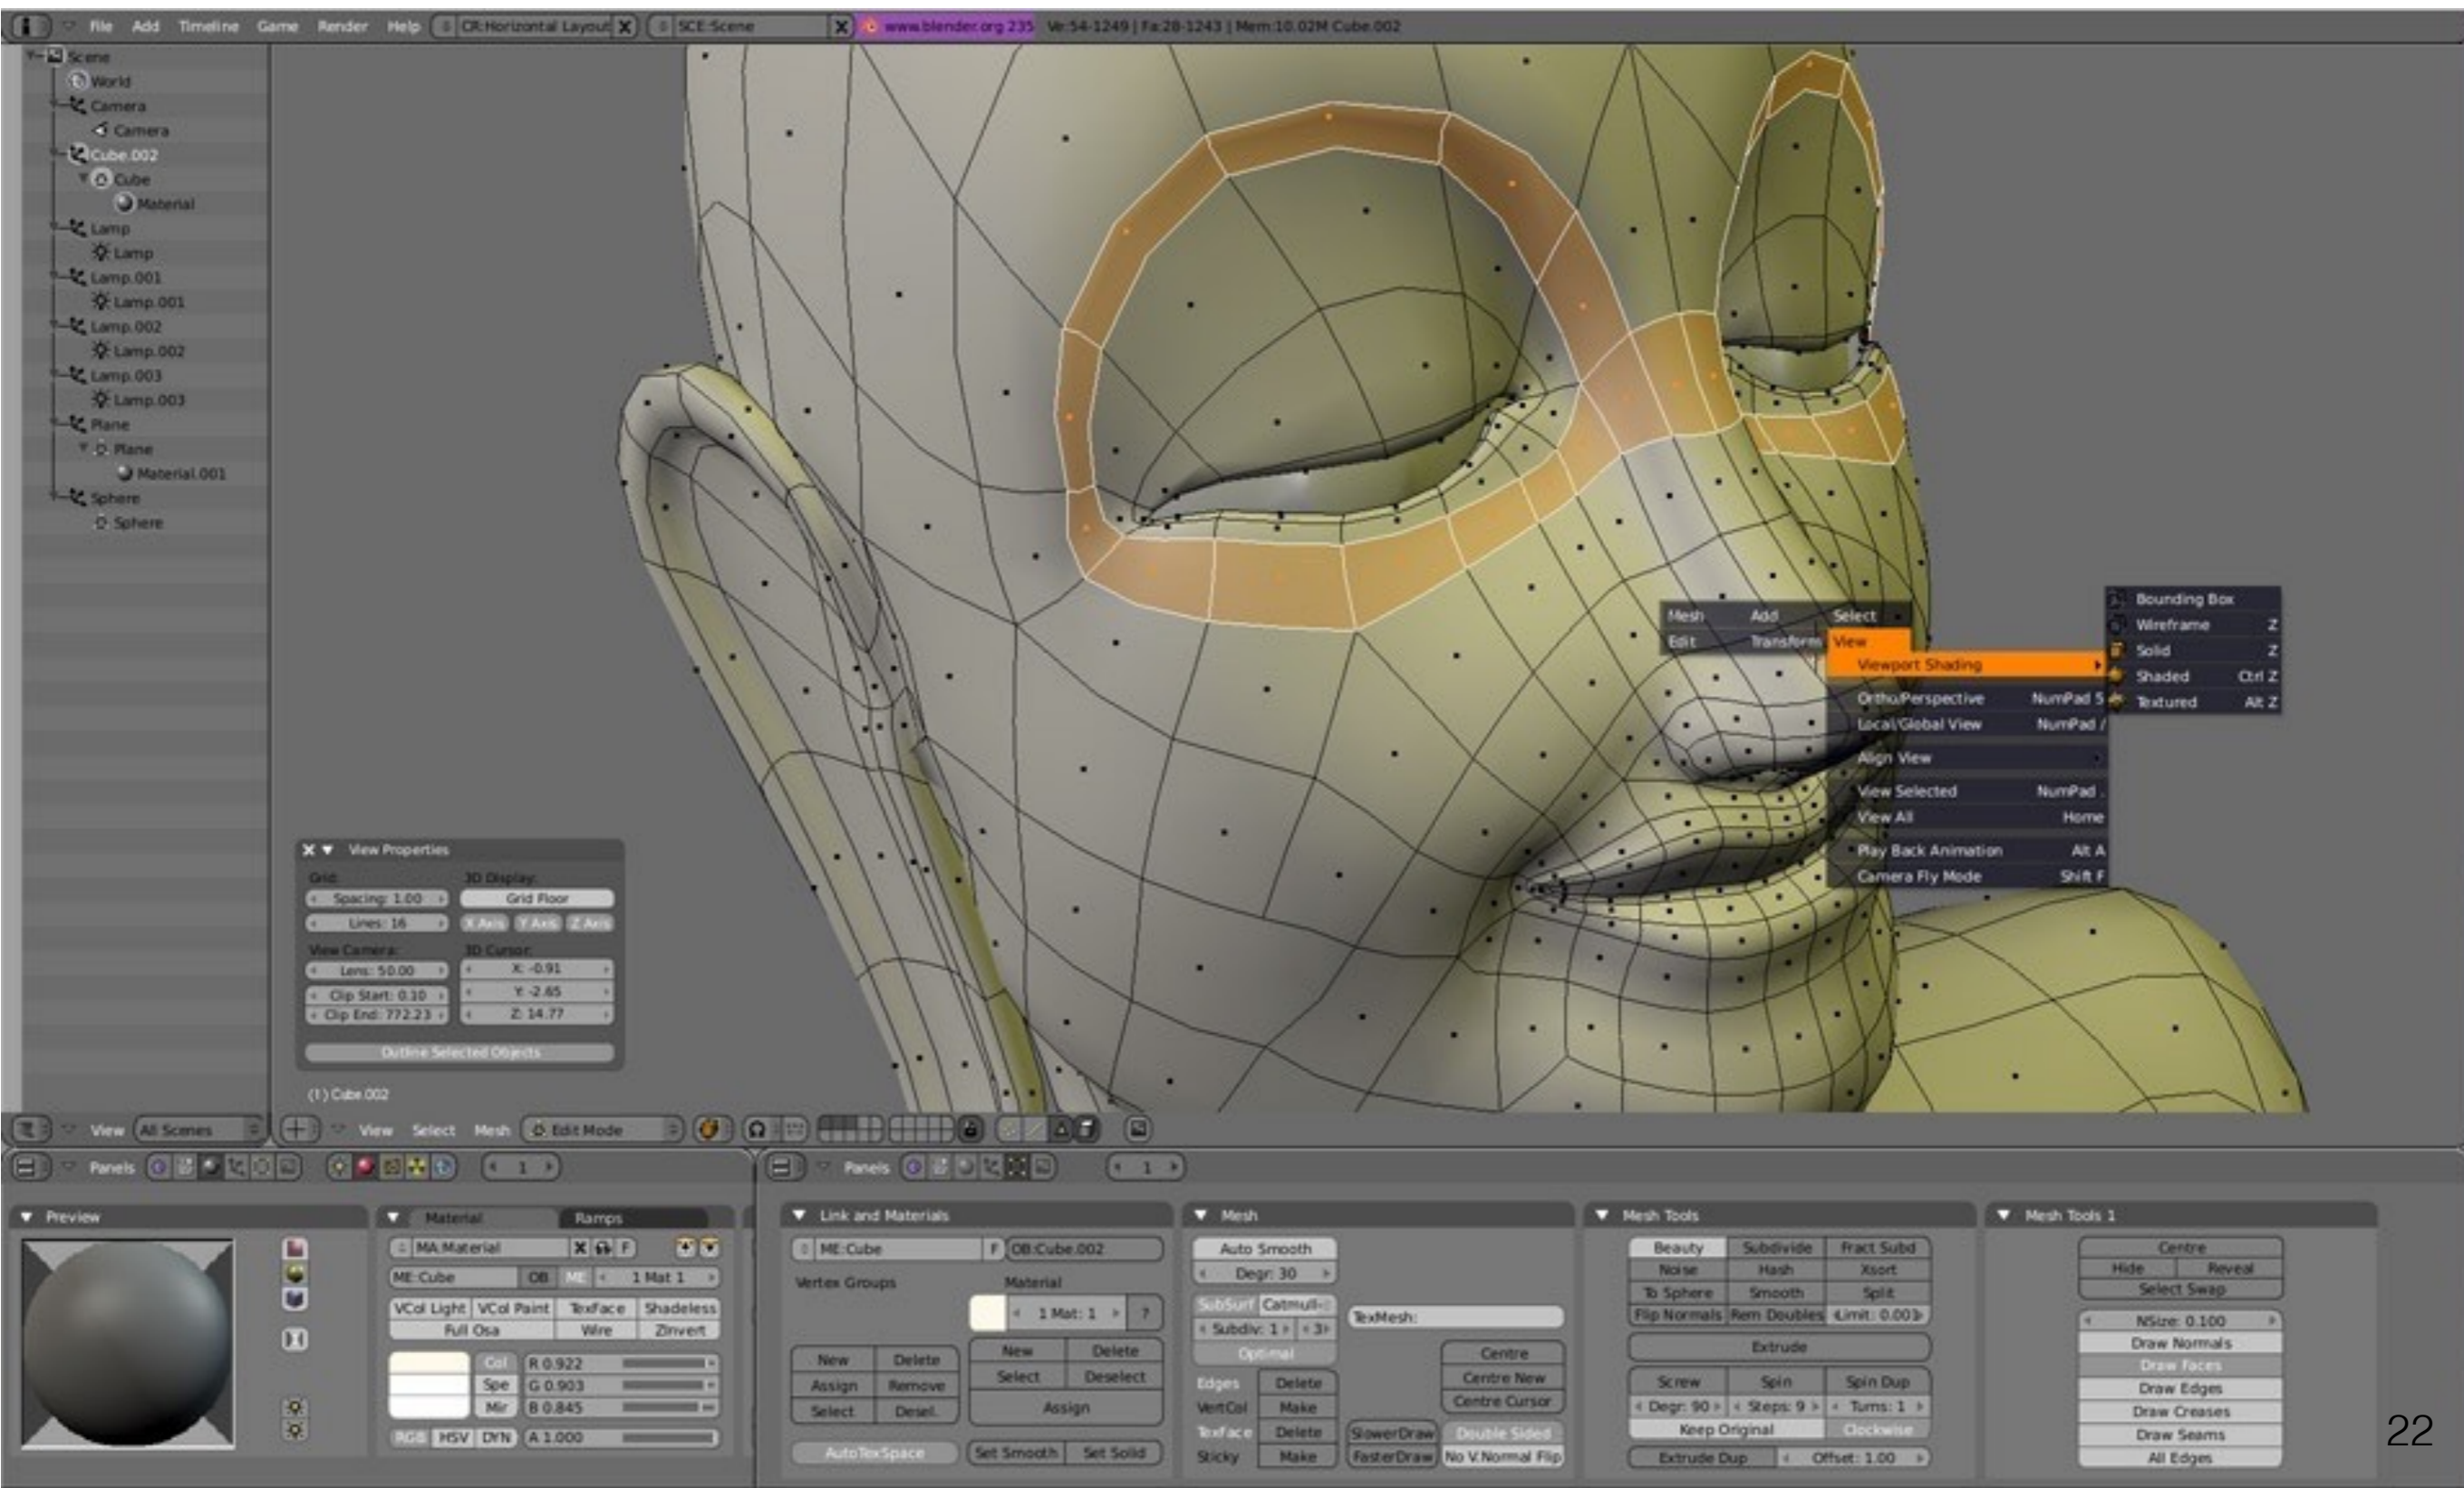 File Add Timeline Game Render Help CR:Horizontal Layout X SCE:Scene X www.blender.org 235 Ve:54-1249 | Fa:28-1243 | Mem:10.02M Cube.002
Scene
World
Camera
Camera
Cube.002
Cube
Material
Lamp
Lamp
Lamp.001
Lamp.001
Lamp.002
Lamp.002
Lamp.003
Lamp.003
Plane
Plane
Material.001
Sphere
Sphere
Mesh Add Select
Edit Transform View
Viewport Shading
Ortho/Perspective NumPad 5
Local/Global View NumPad /
Align View
View Selected NumPad .
View All Home
Play Back Animation Alt A
Camera Fly Mode Shift F
Bounding Box
Wireframe Z
Solid Z
Shaded Ctrl Z
Textured Alt Z
X View Properties
Grid: 3D Display:
Spacing: 1.00 Grid Floor
Lines: 16 X Axis Y Axis Z Axis
View Camera: 3D Cursor:
Lens: 50.00 X: -0.91
Clip Start: 0.10 Y: -2.65
Clip End: 772.23 Z: 14.77
Outline Selected Objects
(1) Cube.002
View All Scenes View Select Mesh Edit Mode
Panels 1 Panels 1
Preview
Material Ramps
MA:Material X F
ME:Cube OB ME 1 Mat 1
VCol Light VCol Paint TexFace Shadeless
Full Osa Wire ZInvert
Col R 0.922
Spe G 0.903
Mir B 0.845
RGB HSV DYN A 1.000
Link and Materials
ME:Cube F OB:Cube.002
Vertex Groups Material
1 Mat: 1 ?
New Delete New Delete
Assign Remove Select Deselect
Select Desel. Assign
AutoTexSpace Set Smooth Set Solid
Mesh
Auto Smooth
Degr: 30
SubSurf Catmull-
Subdiv: 1 3 TexMesh:
Optimal Centre
Edges Delete Centre New
VertCol Make Centre Cursor
TexFace Delete SlowerDraw Double Sided
Sticky Make FasterDraw No V.Normal Flip
Mesh Tools
Beauty Subdivide Fract Subd
Noise Hash Xsort
To Sphere Smooth Split
Flip Normals Rem Doubles Limit: 0.001
Extrude
Screw Spin Spin Dup
Degr: 90 Steps: 9 Turns: 1
Keep Original Clockwise
Extrude Dup Offset: 1.00
Mesh Tools 1
Centre
Hide Reveal
Select Swap
NSize: 0.100
Draw Normals
Draw Faces
Draw Edges
Draw Creases
Draw Seams
All Edges
22